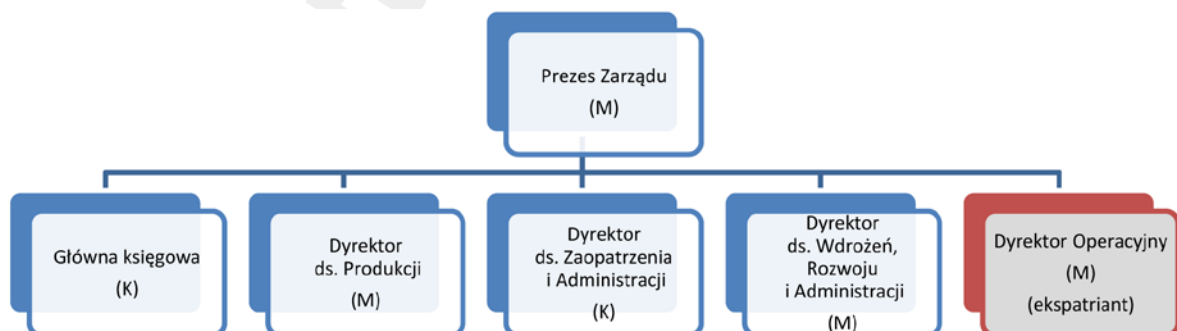 Prezes Zarządu
(M)
Główna księgowa
(K)
Dyrektor
ds. Produkcji
(M)
Dyrektor
ds. Zaopatrzenia
i Administracji
(K)
Dyrektor
ds. Wdrożeń,
Rozwoju
i Administracji
(M)
Dyrektor Operacyjny
(M)
(ekspatriant)